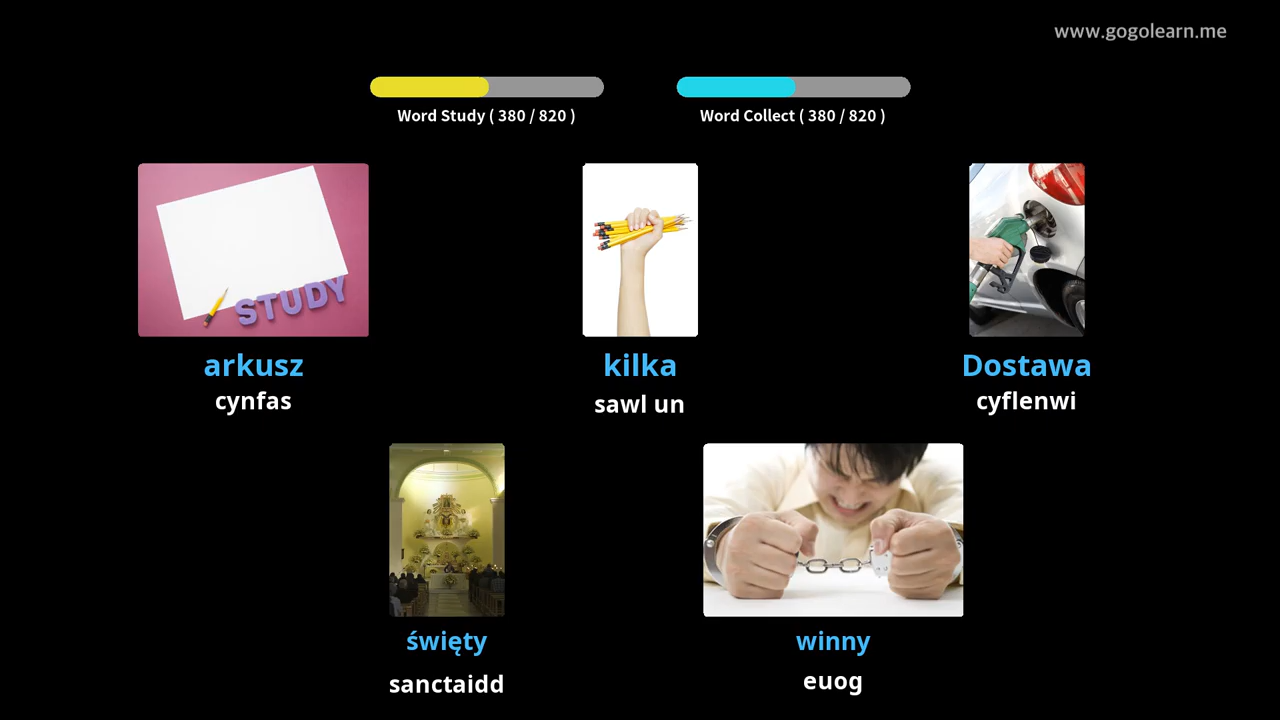 www.gogolearn.me
Word Study ( 380 / 820 )
Word Collect ( 380 / 820 )
STUDY
arkusz
cynfas
kilka
sawl un
Dostawa
cyflenwi
święty
sanctaidd
winny
euog